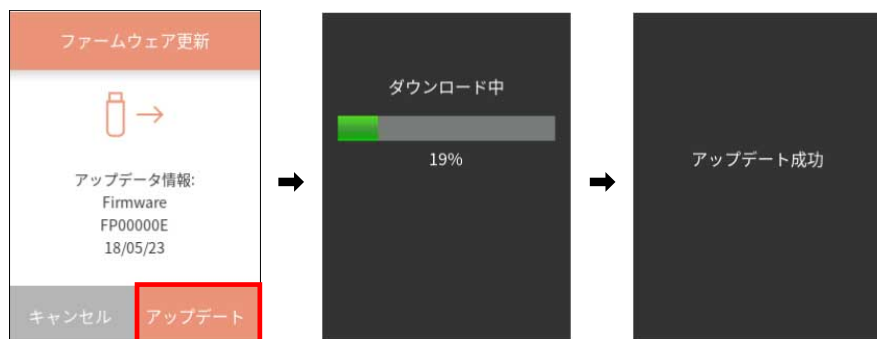 ファームウェア更新
アップデータ情報:
Firmware
FP00000E
18/05/23
キャンセル
アップデート
ダウンロード中
19%
アップデート成功